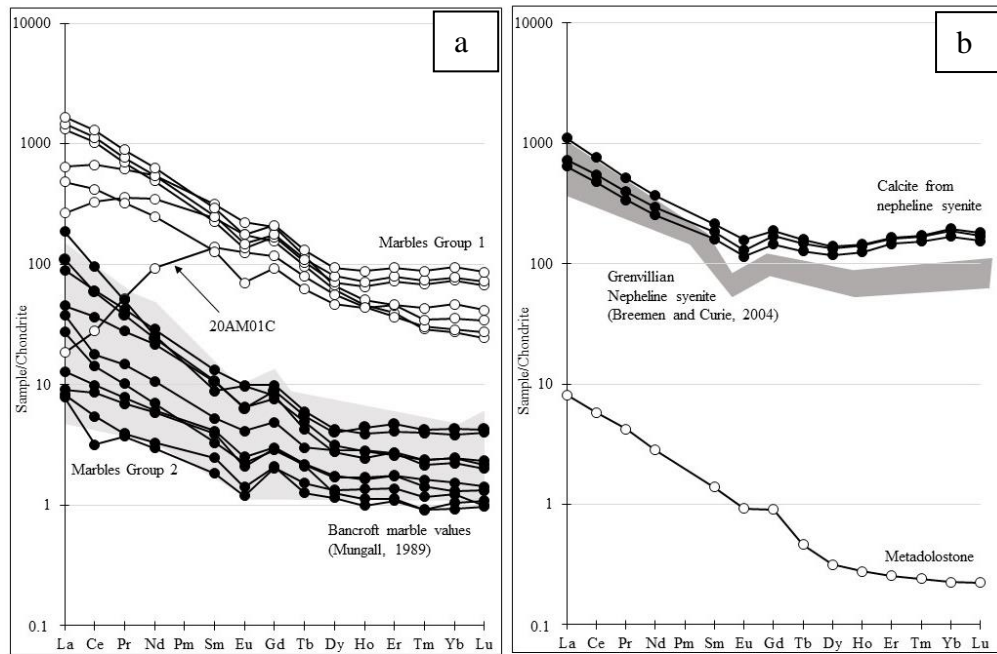 a
10000
1000
100
10
1
0.1
Sample/Chondrite
Marbles Group 1
20AM01C
Marbles Group 2
Bancroft marble values
(Mungall, 1989)
La Ce Pr Nd Pm Sm Eu Gd Tb Dy Ho Er Tm Yb Lu
b
10000
1000
100
10
1
0.1
Sample/Chondrite
Calcite from
nepheline syenite
Grenvillian
Nepheline syenite
(Breemen and Curie, 2004)
Metadolostone
La Ce Pr Nd Pm Sm Eu Gd Tb Dy Ho Er Tm Yb Lu